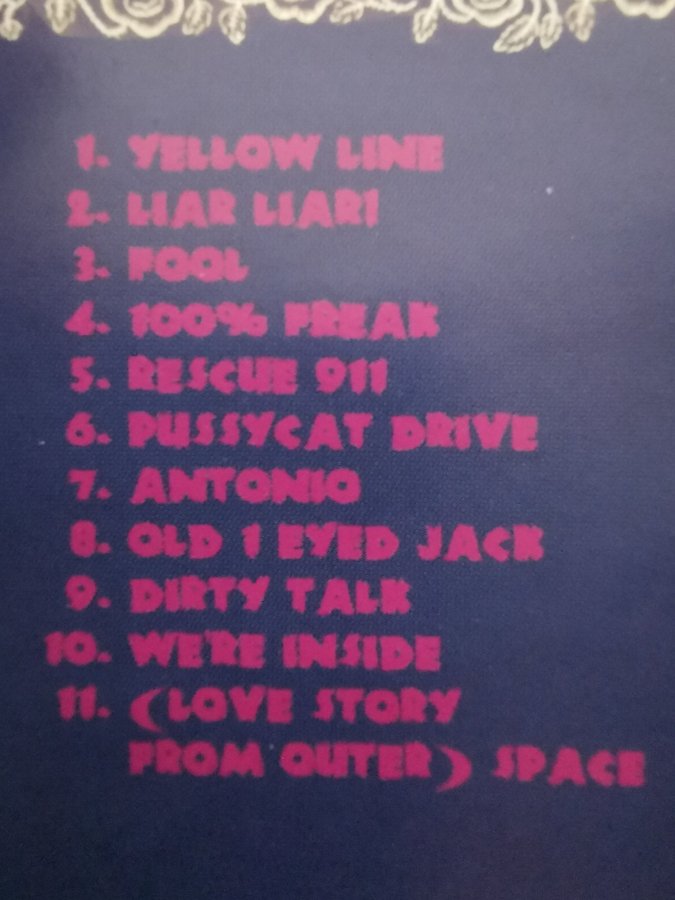 1. YELLOW LINE
2. LIAR LIAR!
3. FOOL
4. 100% FREAK
5. RESCUE 911
6. PUSSYCAT DRIVE
7. ANTONIO
8. OLD 1 EYED JACK
9. DIRTY TALK
10. WE'RE INSIDE
11. (LOVE STORY
FROM OUTER) SPACE